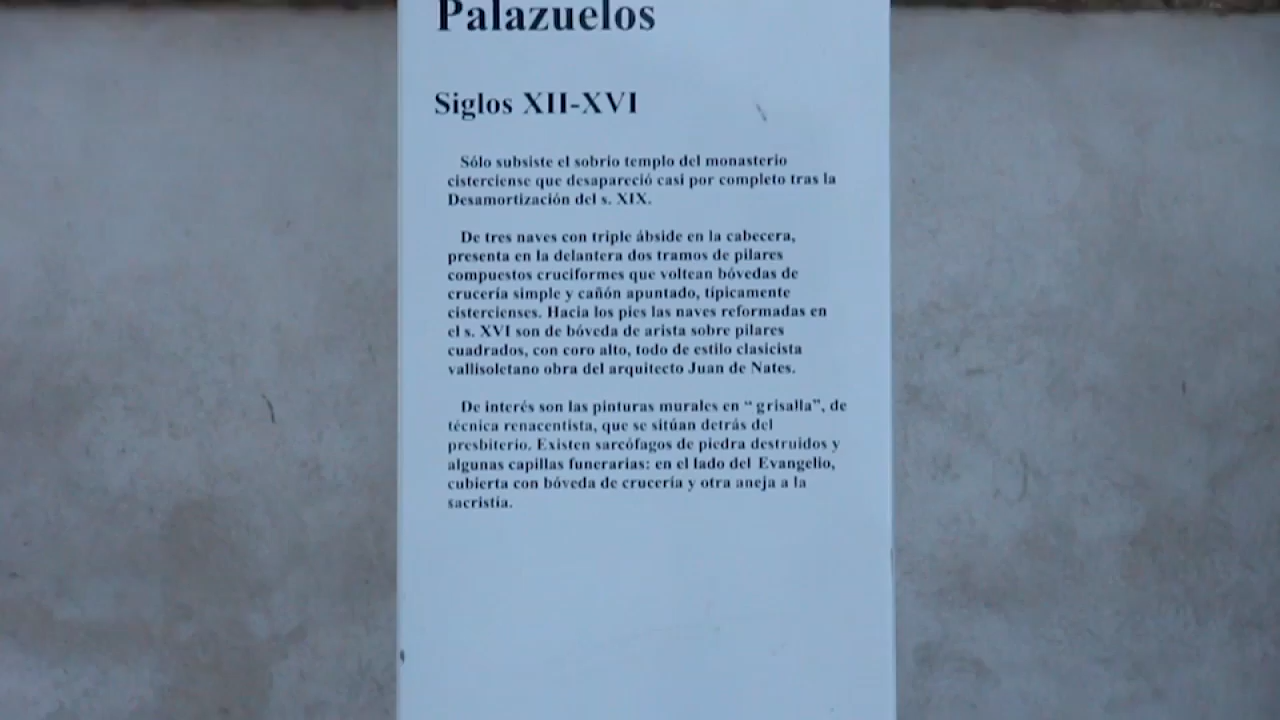 Palazuelos
Siglos XII-XVI
Sólo subsiste el sobrio templo del monasterio
cisterciense que desapareció casi por completo tras la
Desamortización del s. XIX.
De tres naves con triple ábside en la cabecera,
presenta en la delantera dos tramos de pilares
compuestos cruciformes que voltean bóvedas de
crucería simple y cañón apuntado, típicamente
cistercienses. Hacia los pies las naves reformadas en
el s. XVI son de bóveda de arista sobre pilares
cuadrados, con coro alto, todo de estilo clasicista
vallisoletano obra del arquitecto Juan de Nates.
De interés son las pinturas murales en “ grisalla”, de
técnica renacentista, que se sitúan detrás del
presbiterio. Existen sarcófagos de piedra destruidos y
algunas capillas funerarias: en el lado del Evangelio,
cubierta con bóveda de crucería y otra aneja a la
sacristia.